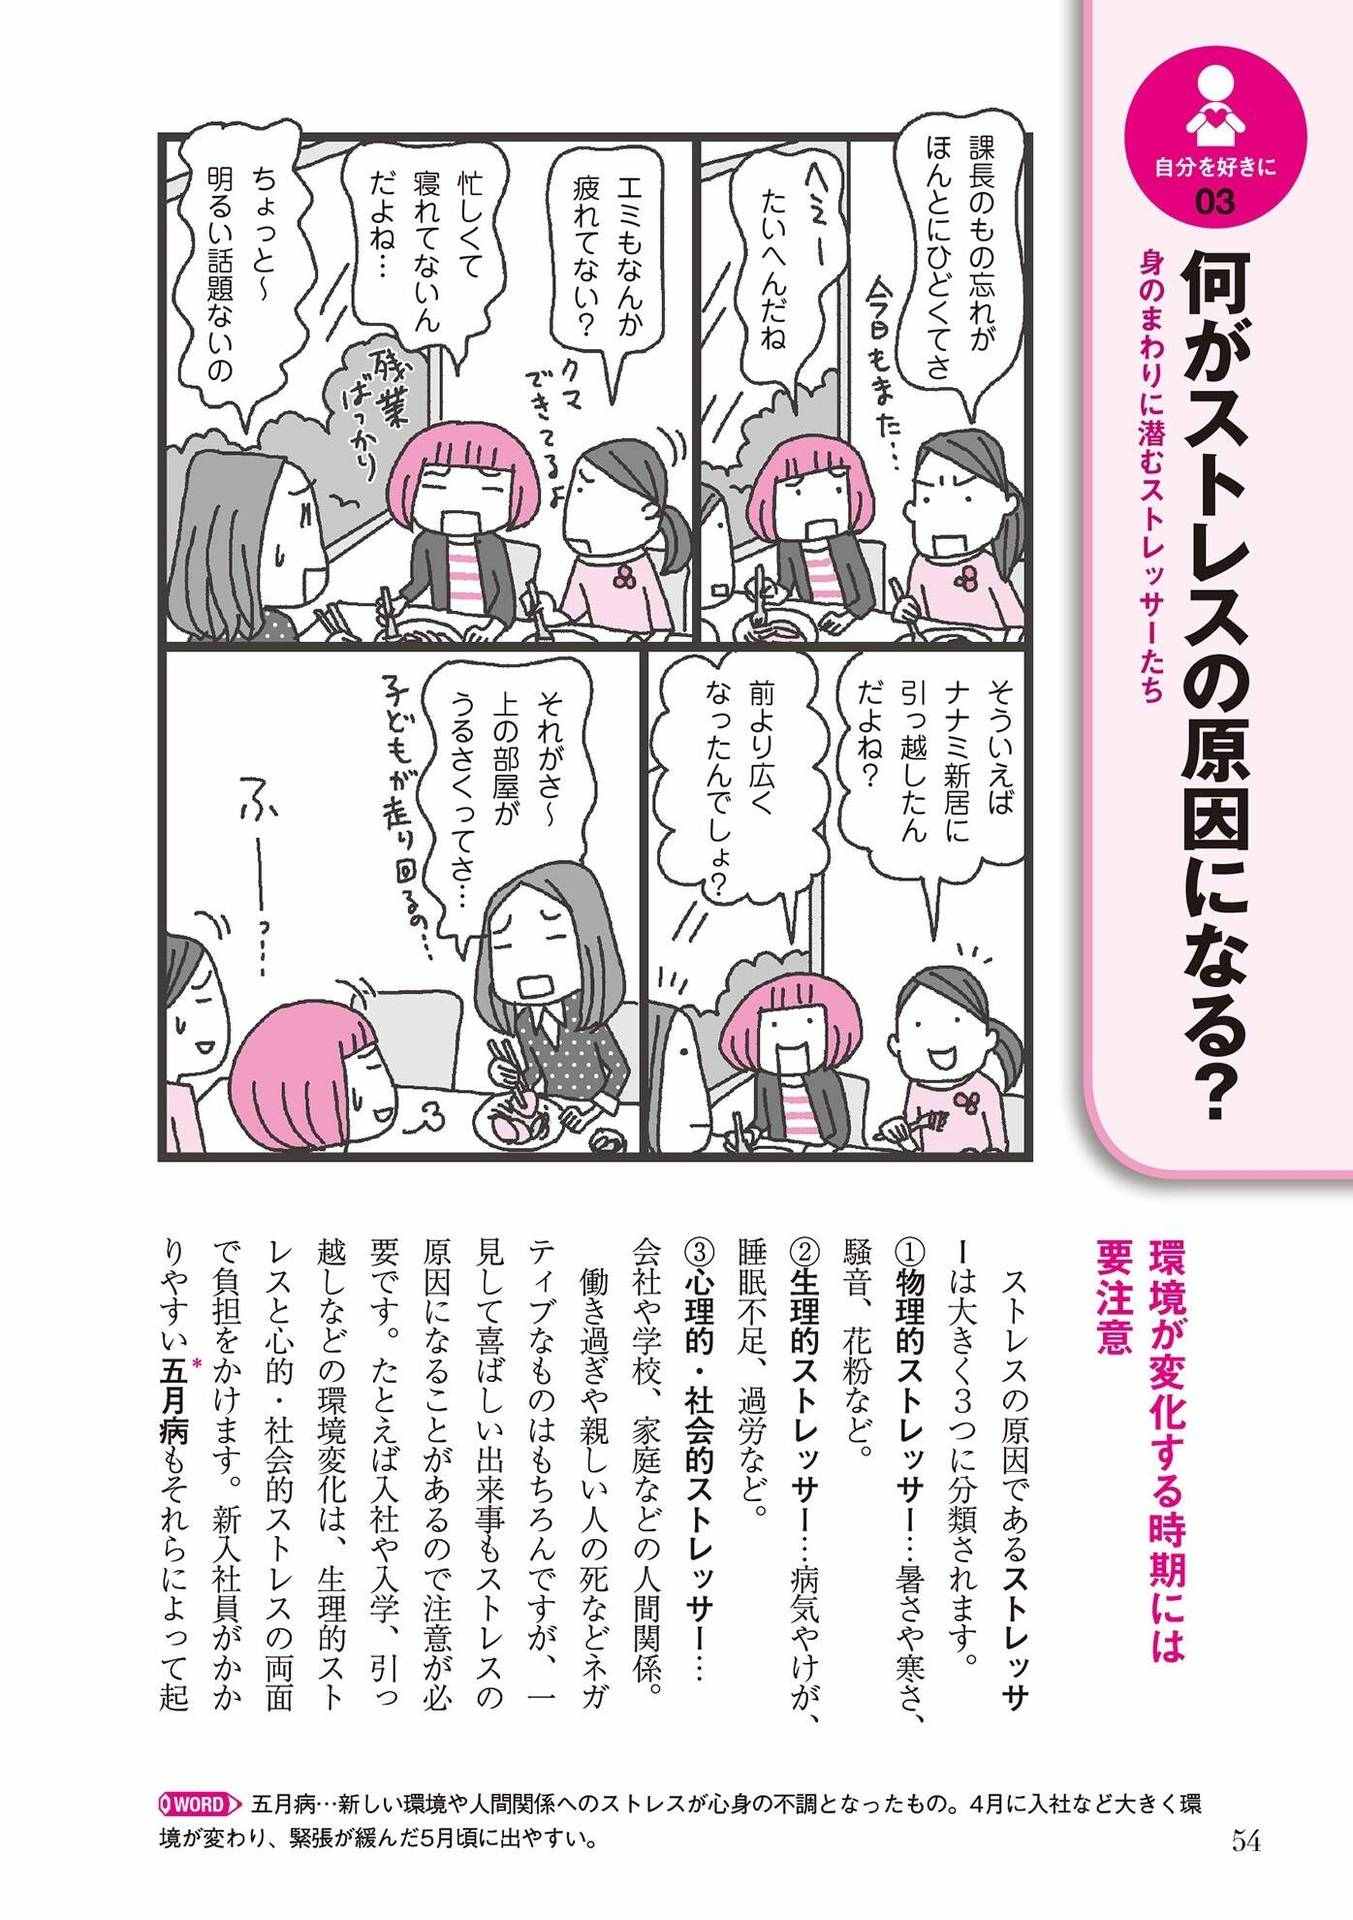 自分を好きに
03
何がストレスの原因になる?
身のまわりに潜むストレッサーたち
課長のもの忘れが
ほんとにひどくてさ
今日もまた…
へぇー
たいへんだね
エミもなんか
疲れてない?
クマ
できてるよ
忙しくて
寝れてないん
だよね…
残業
ばっかり
ちょっと〜
明るい話題ないの
そういえば
ナナミ新居に
引っ越したん
だよね?
前より広く
なったんでしょ?
それがさ〜
上の部屋が
うるさくってさ…
子どもが走り回るの…
ふーっ…
環境が変化する時期には
要注意
ストレスの原因であるストレッサ
ーは大きく3つに分類されます。
①物理的ストレッサー…暑さや寒さ、
騒音、花粉など。
②生理的ストレッサー…病気やけが、
睡眠不足、過労など。
③心理的・社会的ストレッサー…
会社や学校、家庭などの人間関係。
働き過ぎや親しい人の死などネガ
ティブなものはもちろんですが、一
見して喜ばしい出来事もストレスの
原因になることがあるので注意が必
要です。たとえば入社や入学、引っ
越しなどの環境変化は、生理的スト
レスと心的・社会的ストレスの両面
で負担をかけます。新入社員がかか
りやすい五月病*もそれらによって起
WORD 五月病…新しい環境や人間関係へのストレスが心身の不調となったもの。4月に入社など大きく環
境が変わり、緊張が緩んだ5月頃に出やすい。
54